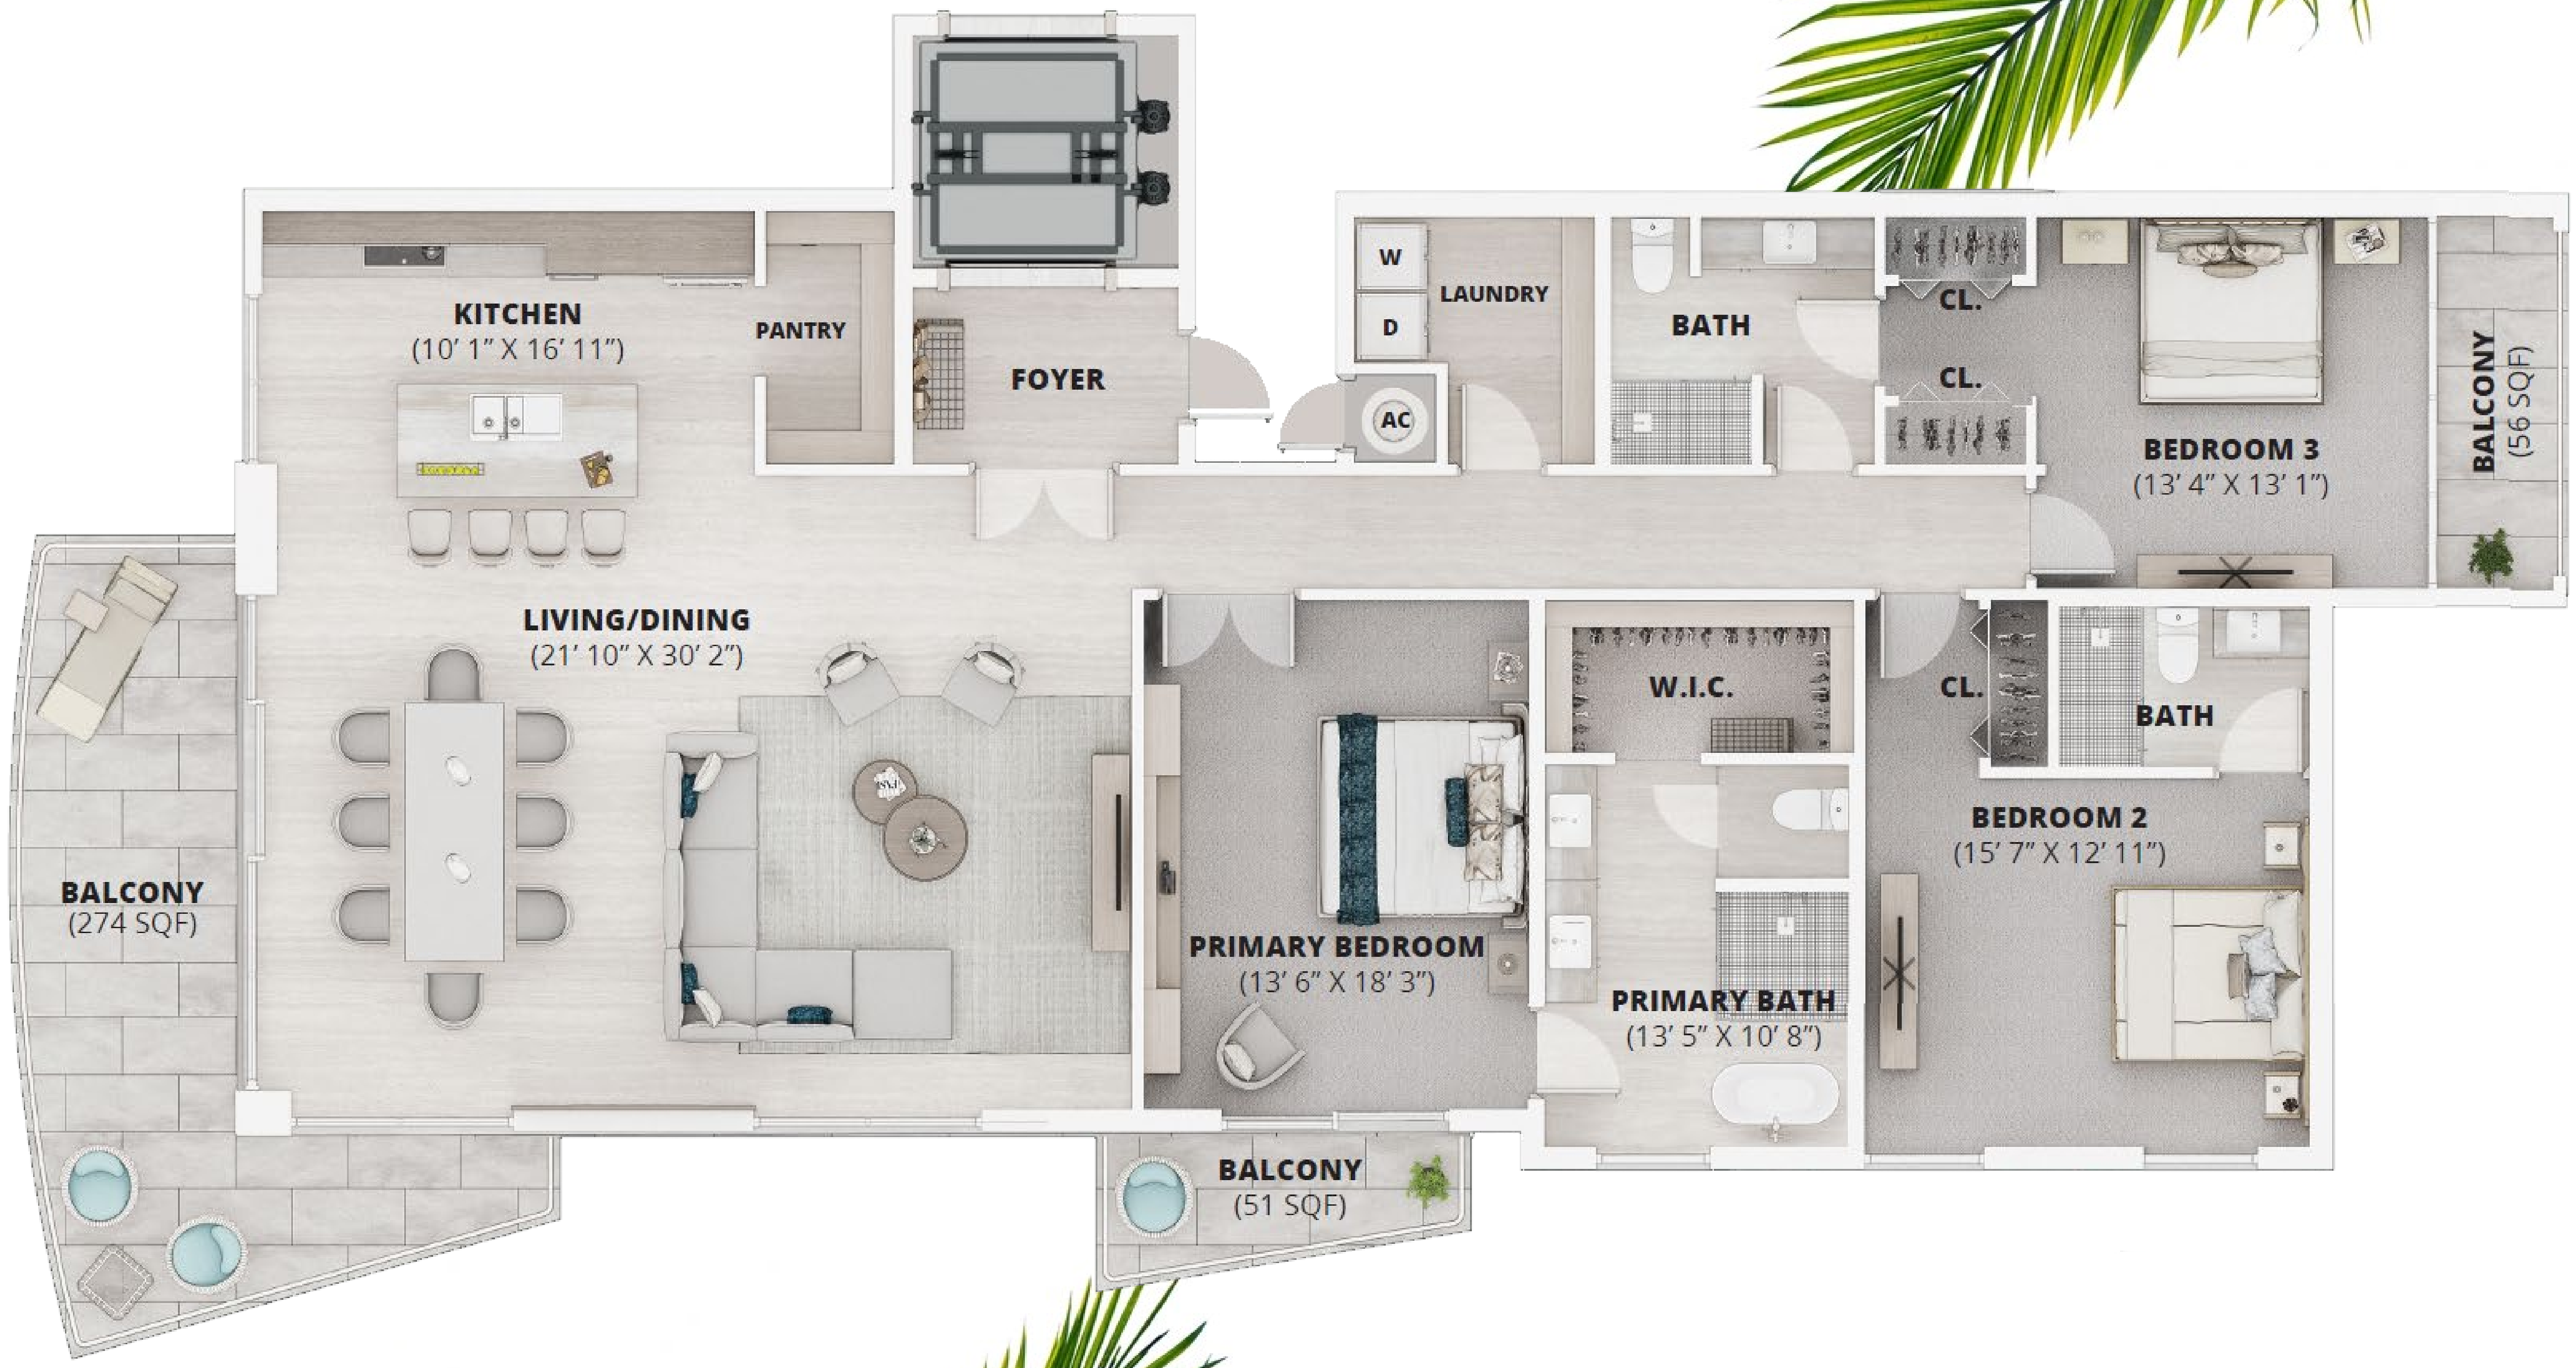 KITCHEN
(10’ 1” X 16’ 11”)
PANTRY
FOYER
W
D
LAUNDRY
AC
BATH
CL.
CL.
BEDROOM 3
(13’ 4” X 13’ 1”)
BALCONY
(56 SQF)
LIVING/DINING
(21’ 10” X 30’ 2”)
W.I.C.
CL.
BATH
BEDROOM 2
(15’ 7” X 12’ 11”)
BALCONY
(274 SQF)
PRIMARY BEDROOM
(13’ 6” X 18’ 3”)
PRIMARY BATH
(13’ 5” X 10’ 8”)
BALCONY
(51 SQF)